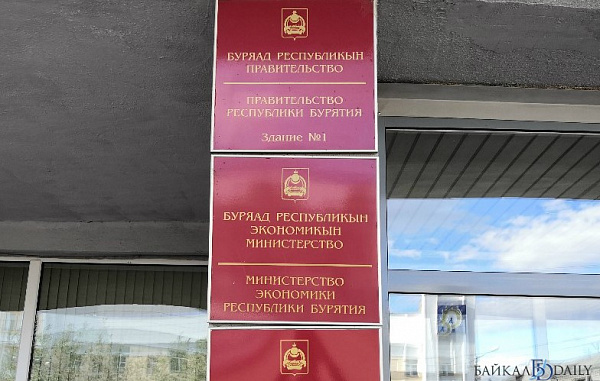 БУРЯАД РЕСПУБЛИКЫН
ПРАВИТЕЛЬСТВО
ПРАВИТЕЛЬСТВО
РЕСПУБЛИКИ БУРЯТИЯ
Здание №1
БУРЯАД РЕСПУБЛИКЫН
ЭКОНОМИКЫН
МИНИСТЕРСТВО
МИНИСТЕРСТВО
ЭКОНОМИКИ
РЕСПУБЛИКИ БУРЯТИЯ
БАЙКАЛ DAILY